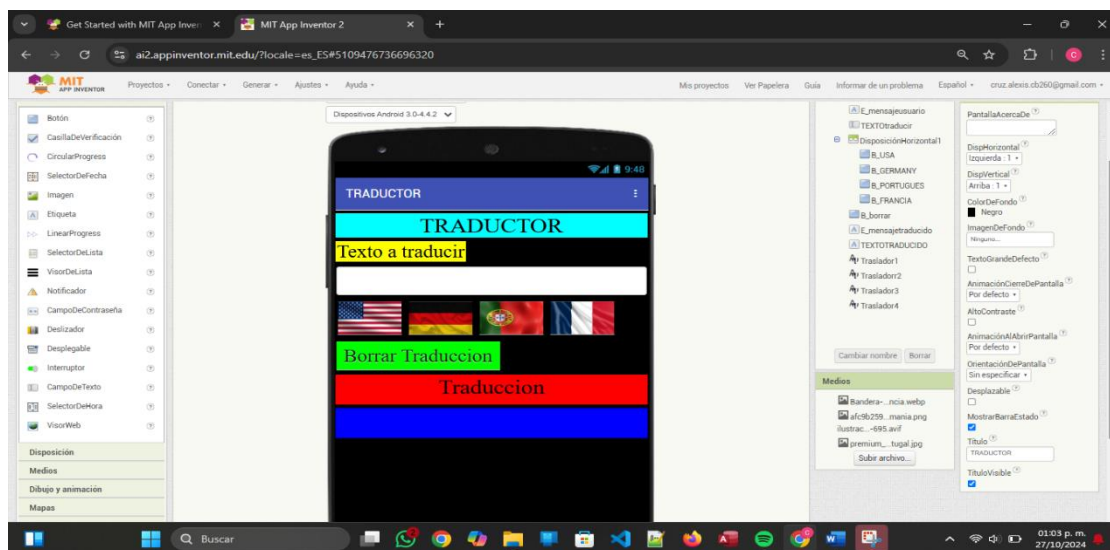 Get Started with MIT App Inven
MIT App Inventor 2
ai2.appinventor.mit.edu/?locale=es_ES#5109476736696320
MIT
APP INVENTOR
Proyectos
Conectar
Generar
Ajustes
Ayuda
Mis proyectos
Ver Papelera
Guia
Informar de un problema
Español
cruz.alexis.cb260@gmail.com
Botón
CasillaDeVerificación
CircularProgress
SelectorDeFecha
Imagen
Etiqueta
LinearProgress
SelectorDeLista
VisorDeLista
Notificador
CampoDeContraseña
Deslizador
Desplegable
Interruptor
CampoDeTexto
SelectorDeHora
VisorWeb
Disposición
Medios
Dibujo y animación
Mapas
Dispositivos Android 3.0-4.4.2
9:48
TRADUCTOR
TRADUCTOR
Texto a traducir
Borrar Traduccion
Traduccion
E_mensajeusuario
TEXTOtraducir
DisposiciónHorizontal1
B_USA
B_GERMANY
B_PORTUGUES
B_FRANCIA
B_borrar
E_mensajetraducido
TEXTOTRADUCIDO
Traslador1
Trasladorr2
Traslador3
Traslador4
Cambiar nombre
Borrar
Medios
Bandera-...ncia.webp
afc9b259...mania.png
ilustrac...-695.avif
premium_...tugal.jpg
Subir archivo...
PantallaAcercaDe
DispHorizontal
Izquierda : 1
DispVertical
Arriba : 1
ColorDeFondo
Negro
ImagenDeFondo
Ninguno...
TextoGrandeDefecto
AnimaciónCierreDePantalla
Por defecto
AltoContraste
AnimaciónAlAbrirPantalla
Por defecto
OrientaciónDePantalla
Sin especificar
Desplazable
MostrarBarraEstado
Título
TRADUCTOR
TítuloVisible
Buscar
01:03 p. m.
27/10/2024